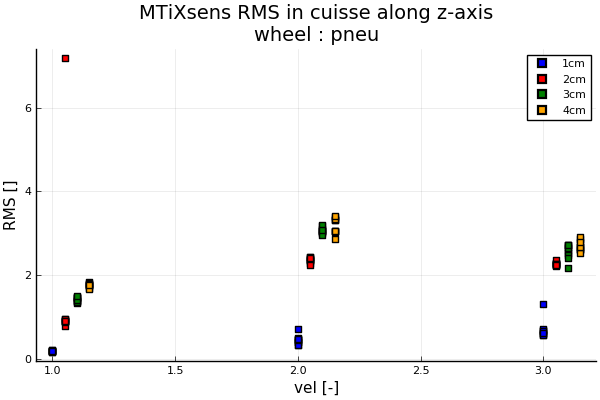 MTiXsens RMS in cuisse along z-axis
wheel : pneu
1cm
2cm
3cm
4cm
RMS []
6
4
2
0
1.0
1.5
2.0
2.5
3.0
vel [-]